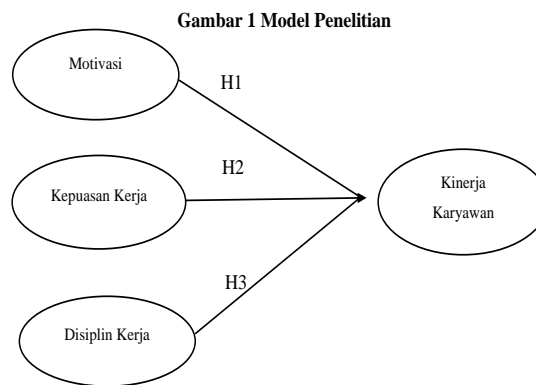 Gambar 1 Model Penelitian
Motivasi
H1
H2
Kepuasan Kerja
Kinerja
Karyawan
H3
Disiplin Kerja